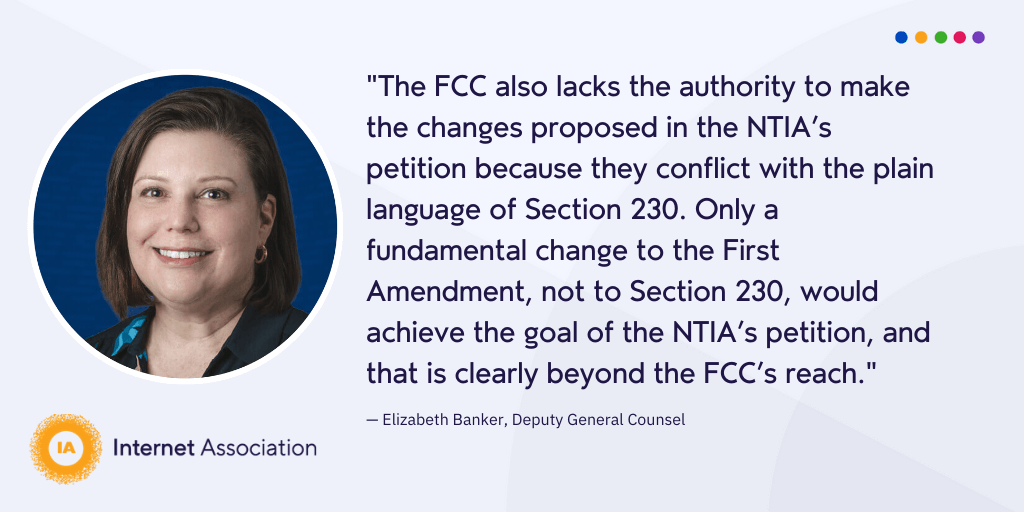 "The FCC also lacks the authority to make
the changes proposed in the NTIA’s
petition because they conflict with the plain
language of Section 230. Only a
fundamental change to the First
Amendment, not to Section 230, would
achieve the goal of the NTIA’s petition, and
that is clearly beyond the FCC’s reach."
— Elizabeth Banker, Deputy General Counsel
IA
Internet Association